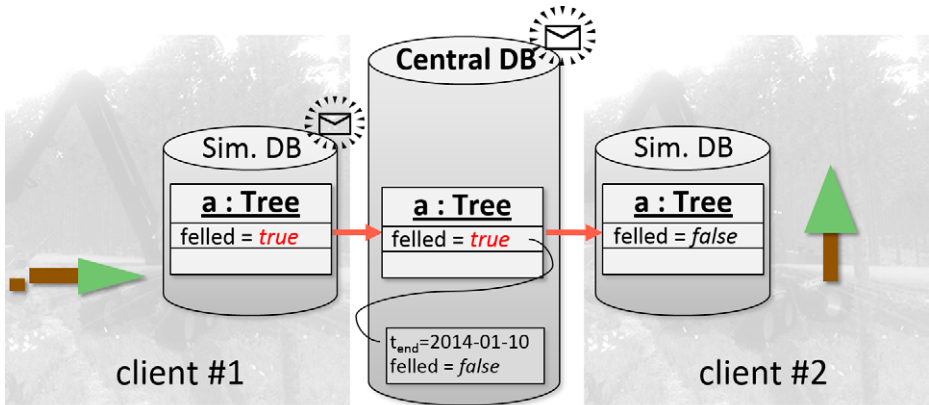 Central DB
Sim. DB
a : Tree
felled = true
client #1
a : Tree
felled = true
tend=2014-01-10
felled = false
Sim. DB
a : Tree
felled = false
client #2